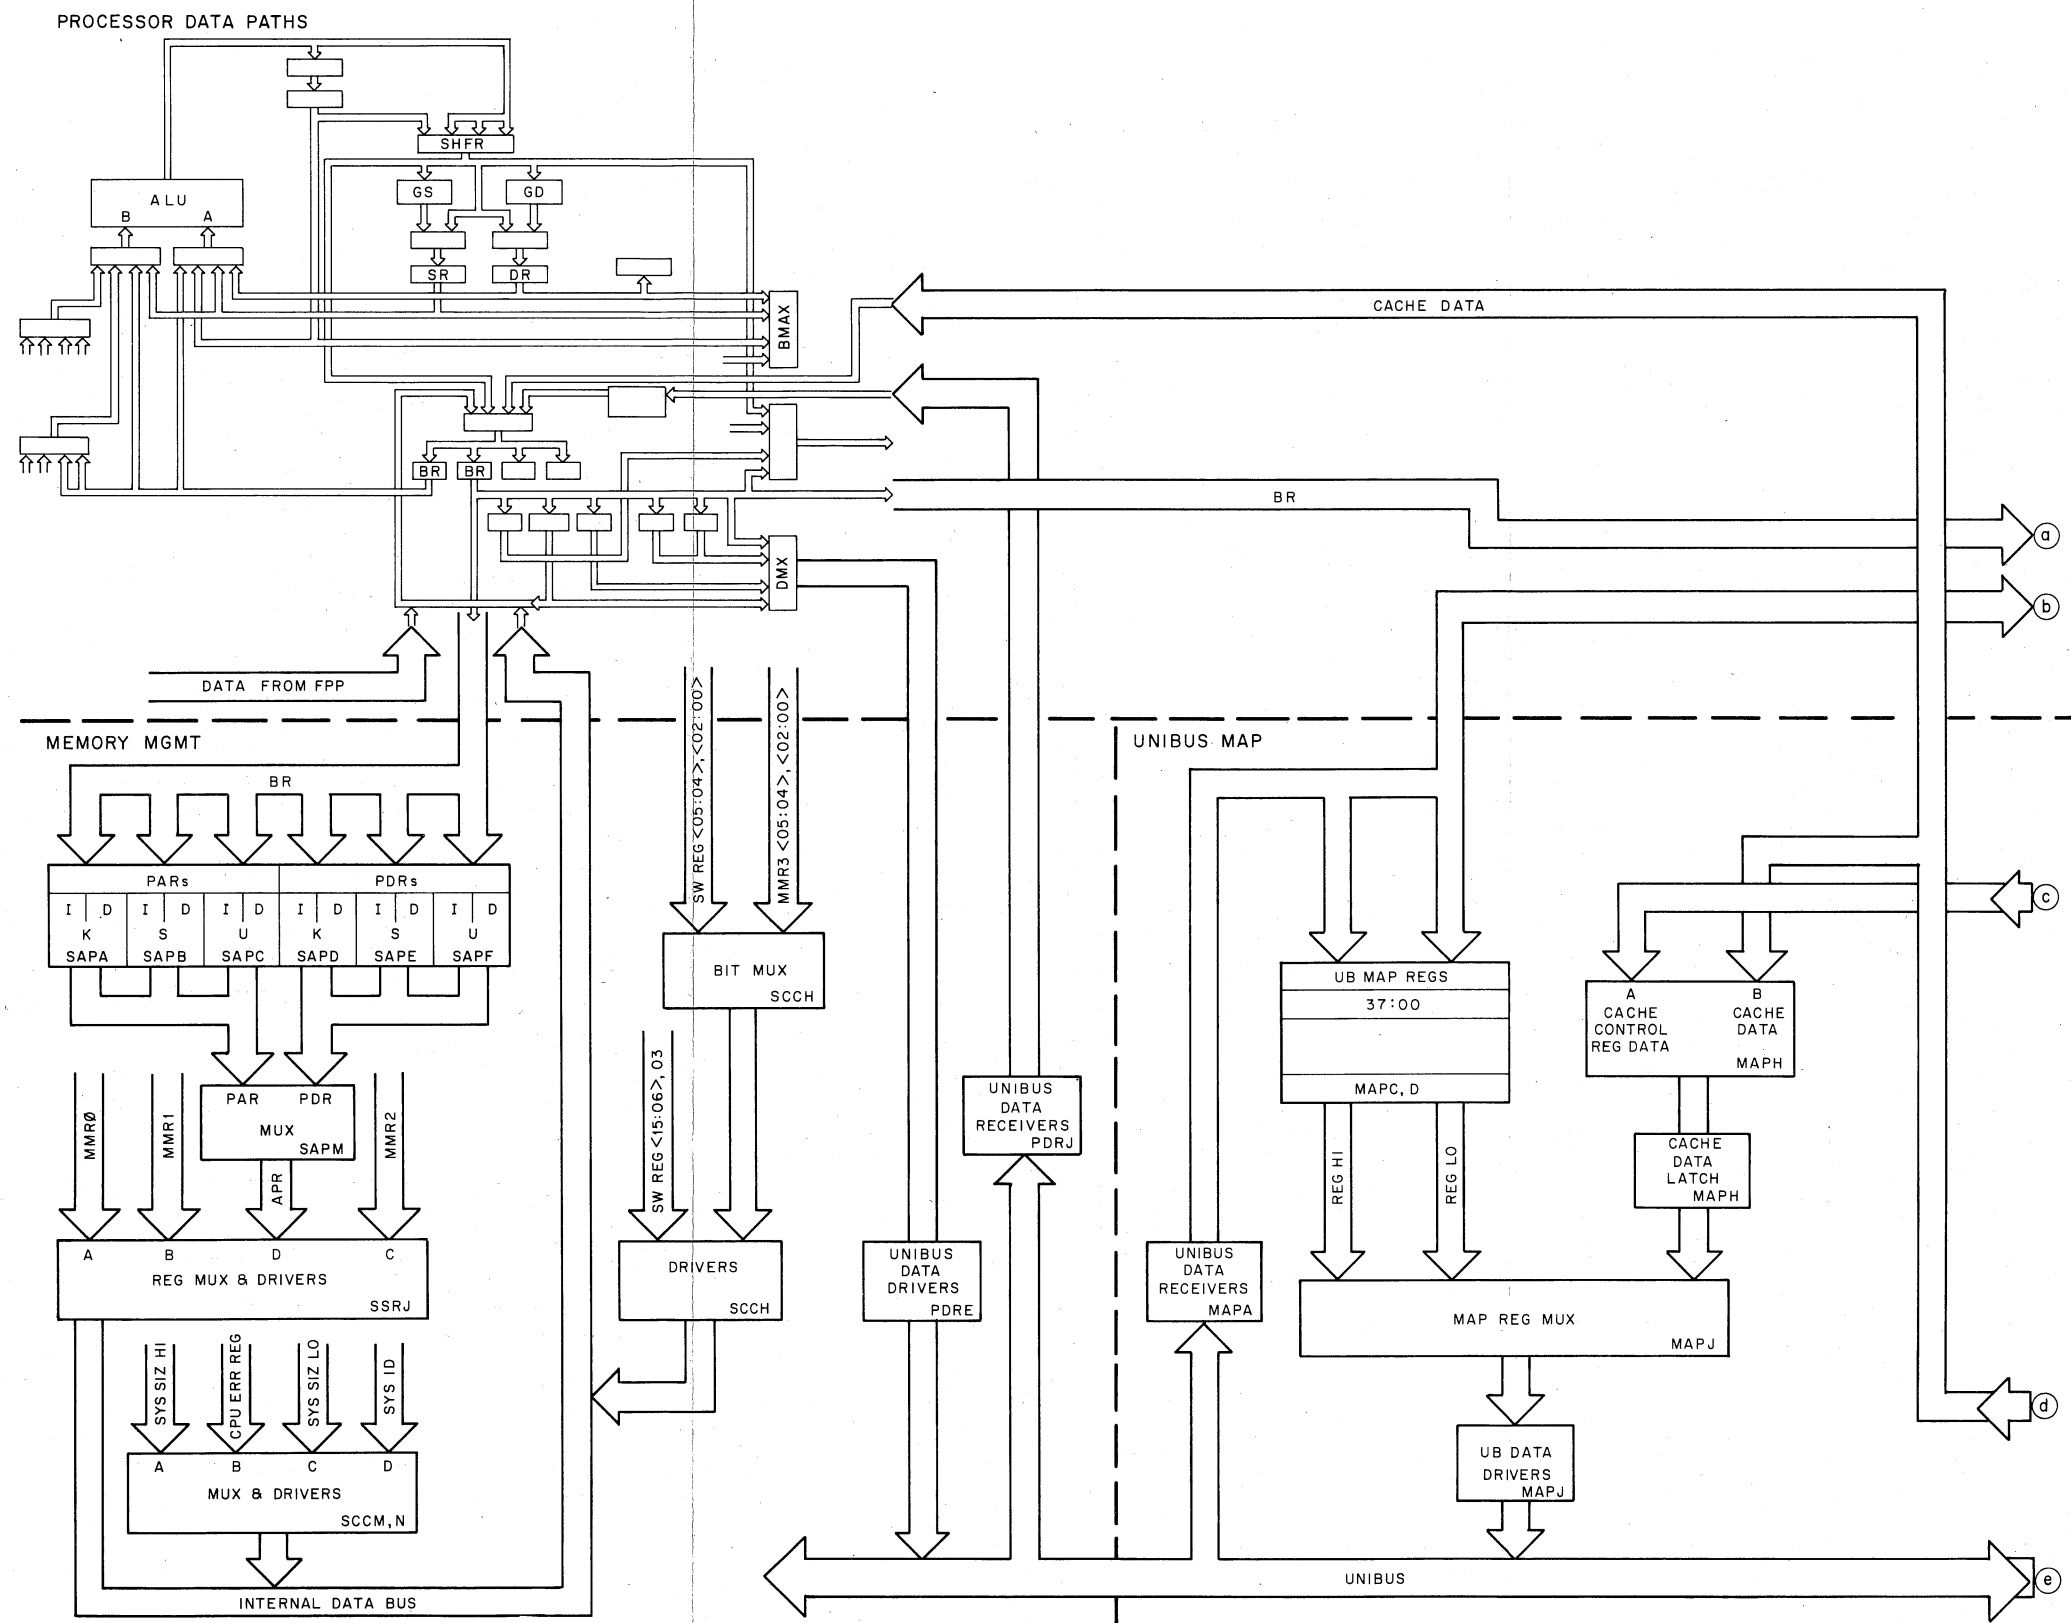 PROCESSOR DATA PATHS
SHFR
ALU
B A
GS GD
SR DR
BMAX
CACHE DATA
BR BR
BR
a
DMX
b
DATA FROM FPP
MEMORY MGMT
UNIBUS MAP
BR
SW REG<05:04>,<02:00>
MMR3 <05:04>,<02:00>
PARs PDRs
I D I D I D I D I D I D
K S U K S U
SAPA SAPB SAPC SAPD SAPE SAPF
c
BIT MUX
SCCH
UB MAP REGS
37:00
MAPC, D
A B
CACHE CACHE
CONTROL DATA
REG DATA
MAPH
PAR PDR
MUX
SAPM
MMRØ
MMR1
APR
MMR2
SW REG <15:06>, 03
UNIBUS
DATA
RECEIVERS
PDRJ
REG HI
REG LO
CACHE
DATA
LATCH
MAPH
A B D C
REG MUX & DRIVERS
SSRJ
DRIVERS
SCCH
UNIBUS
DATA
DRIVERS
PDRE
UNIBUS
DATA
RECEIVERS
MAPA
MAP REG MUX
MAPJ
SYS SIZ HI
CPU ERR REG
SYS SIZ LO
SYS ID
d
A B C D
MUX & DRIVERS
SCCM, N
UB DATA
DRIVERS
MAPJ
INTERNAL DATA BUS
UNIBUS
e